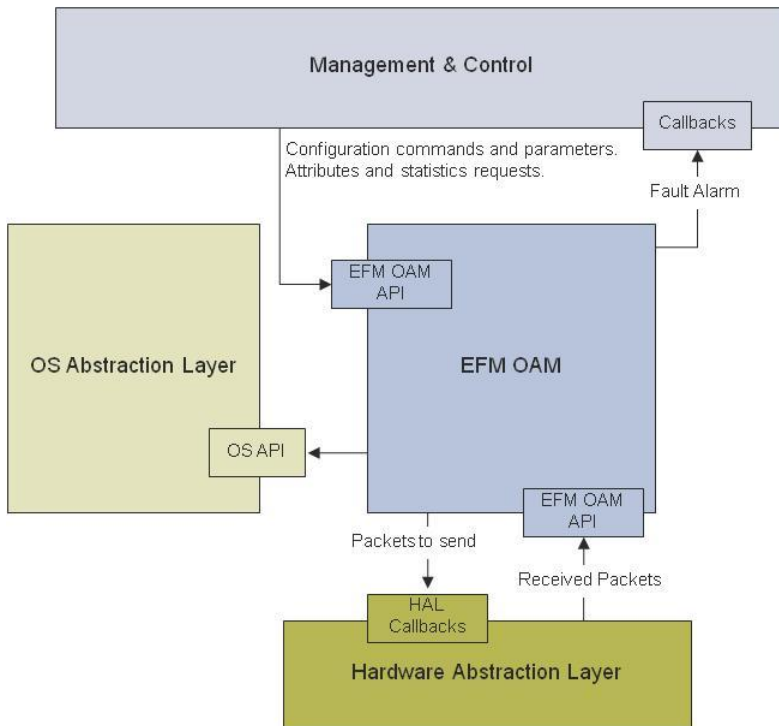 Management & Control
Callbacks
Configuration commands and parameters.
Attributes and statistics requests.
Fault Alarm
EFM OAM
API
OS Abstraction Layer
EFM OAM
OS API
EFM OAM
API
Packets to send
Received Packets
HAL
Callbacks
Hardware Abstraction Layer